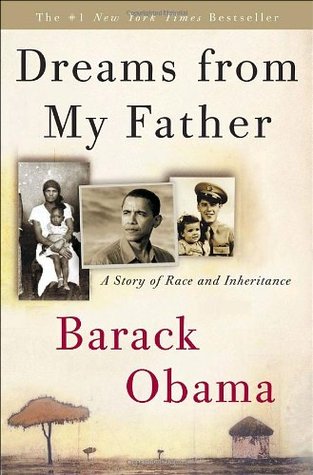 The #1 New York Times Bestseller
Dreams from
My Father
A Story of Race and Inheritance
Barack
Obama